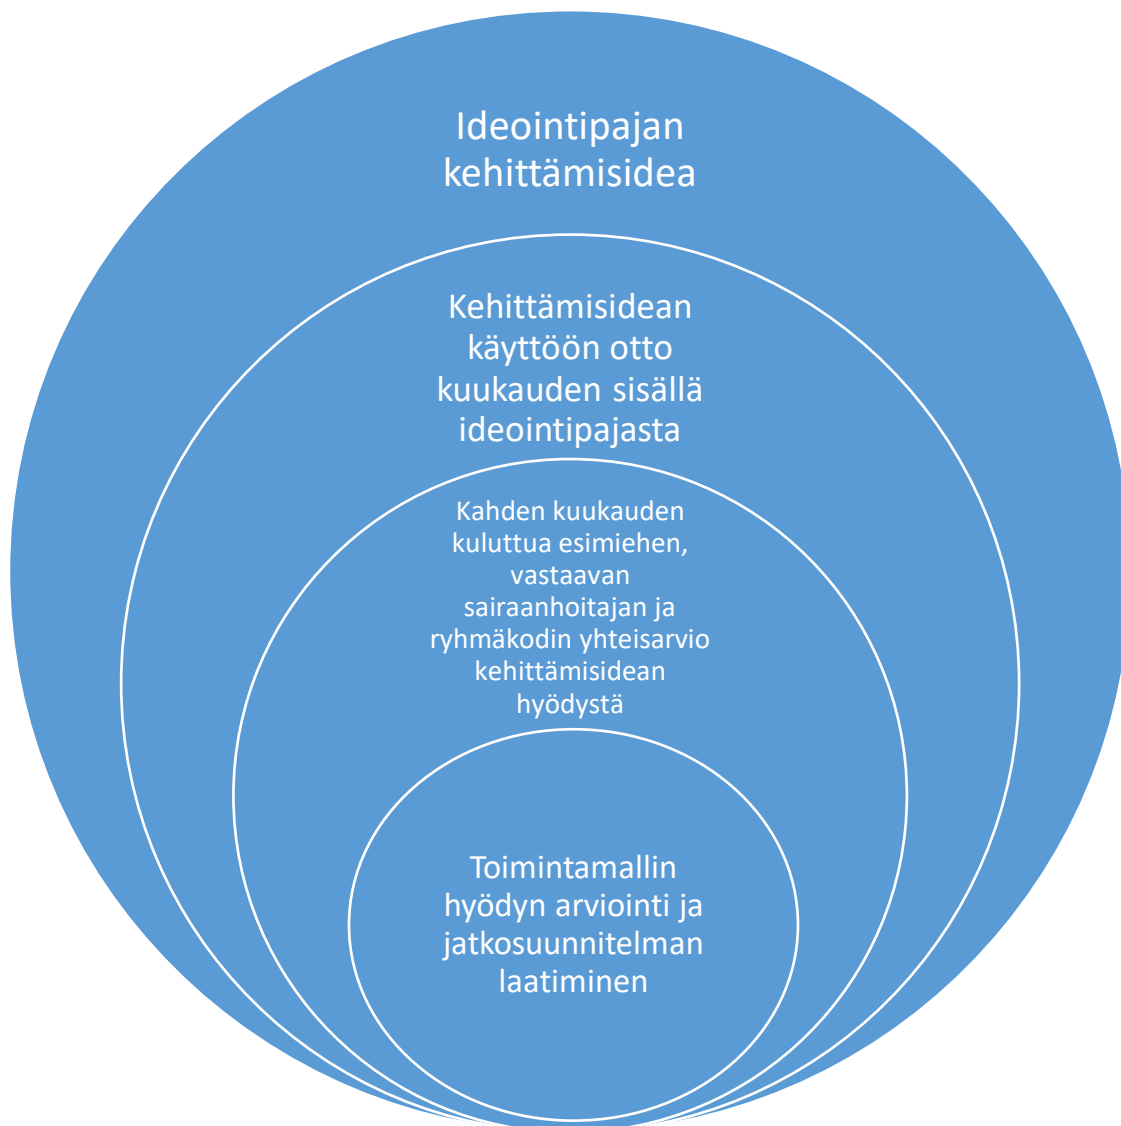 Ideointipajan
kehittämisidea
Kehittämisidean
käyttöön otto
kuukauden sisällä
ideointipajasta
Kahden kuukauden
kuluttua esimiehen,
vastaavan
sairaanhoitajan ja
ryhmäkodin yhteisarvio
kehittämisidean
hyödystä
Toimintamallin
hyödyn arviointi ja
jatkosuunnitelman
laatiminen